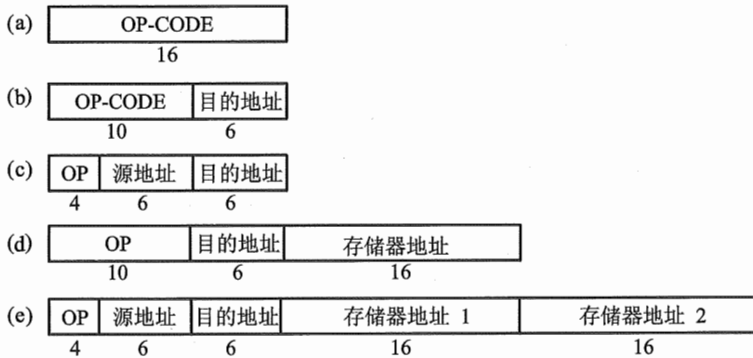 (a) OP-CODE
16
(b) OP-CODE 目的地址
10 6
(c) OP 源地址 目的地址
4 6 6
(d) OP 目的地址 存储器地址
10 6 16
(e) OP 源地址 目的地址 存储器地址 1 存储器地址 2
4 6 6 16 16